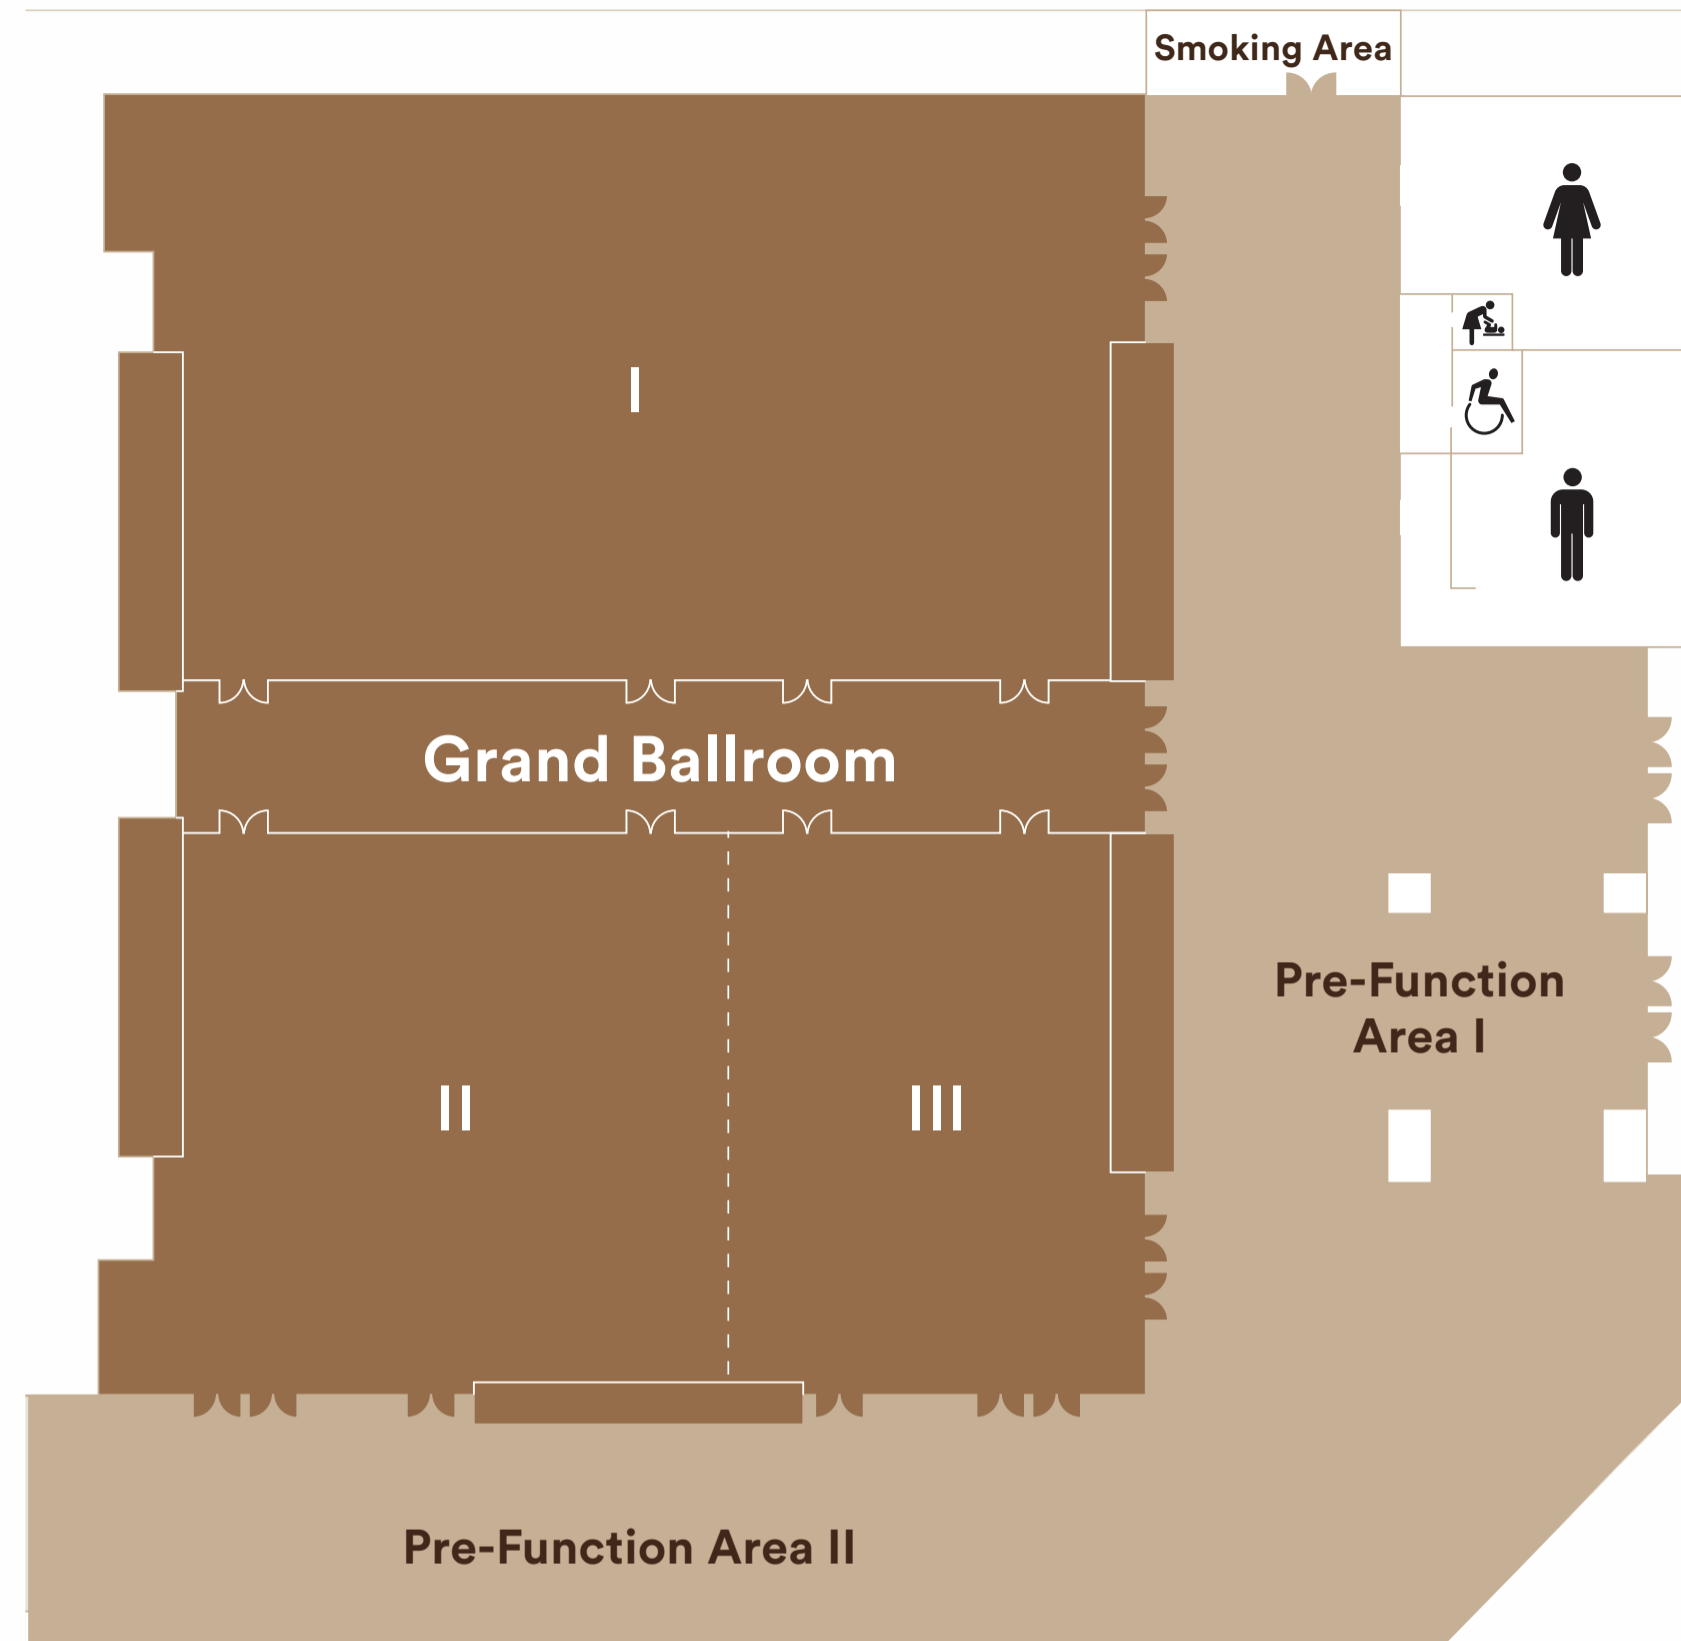 Smoking Area
I
Grand Ballroom
Pre-Function
Area I
II
III
Pre-Function Area II